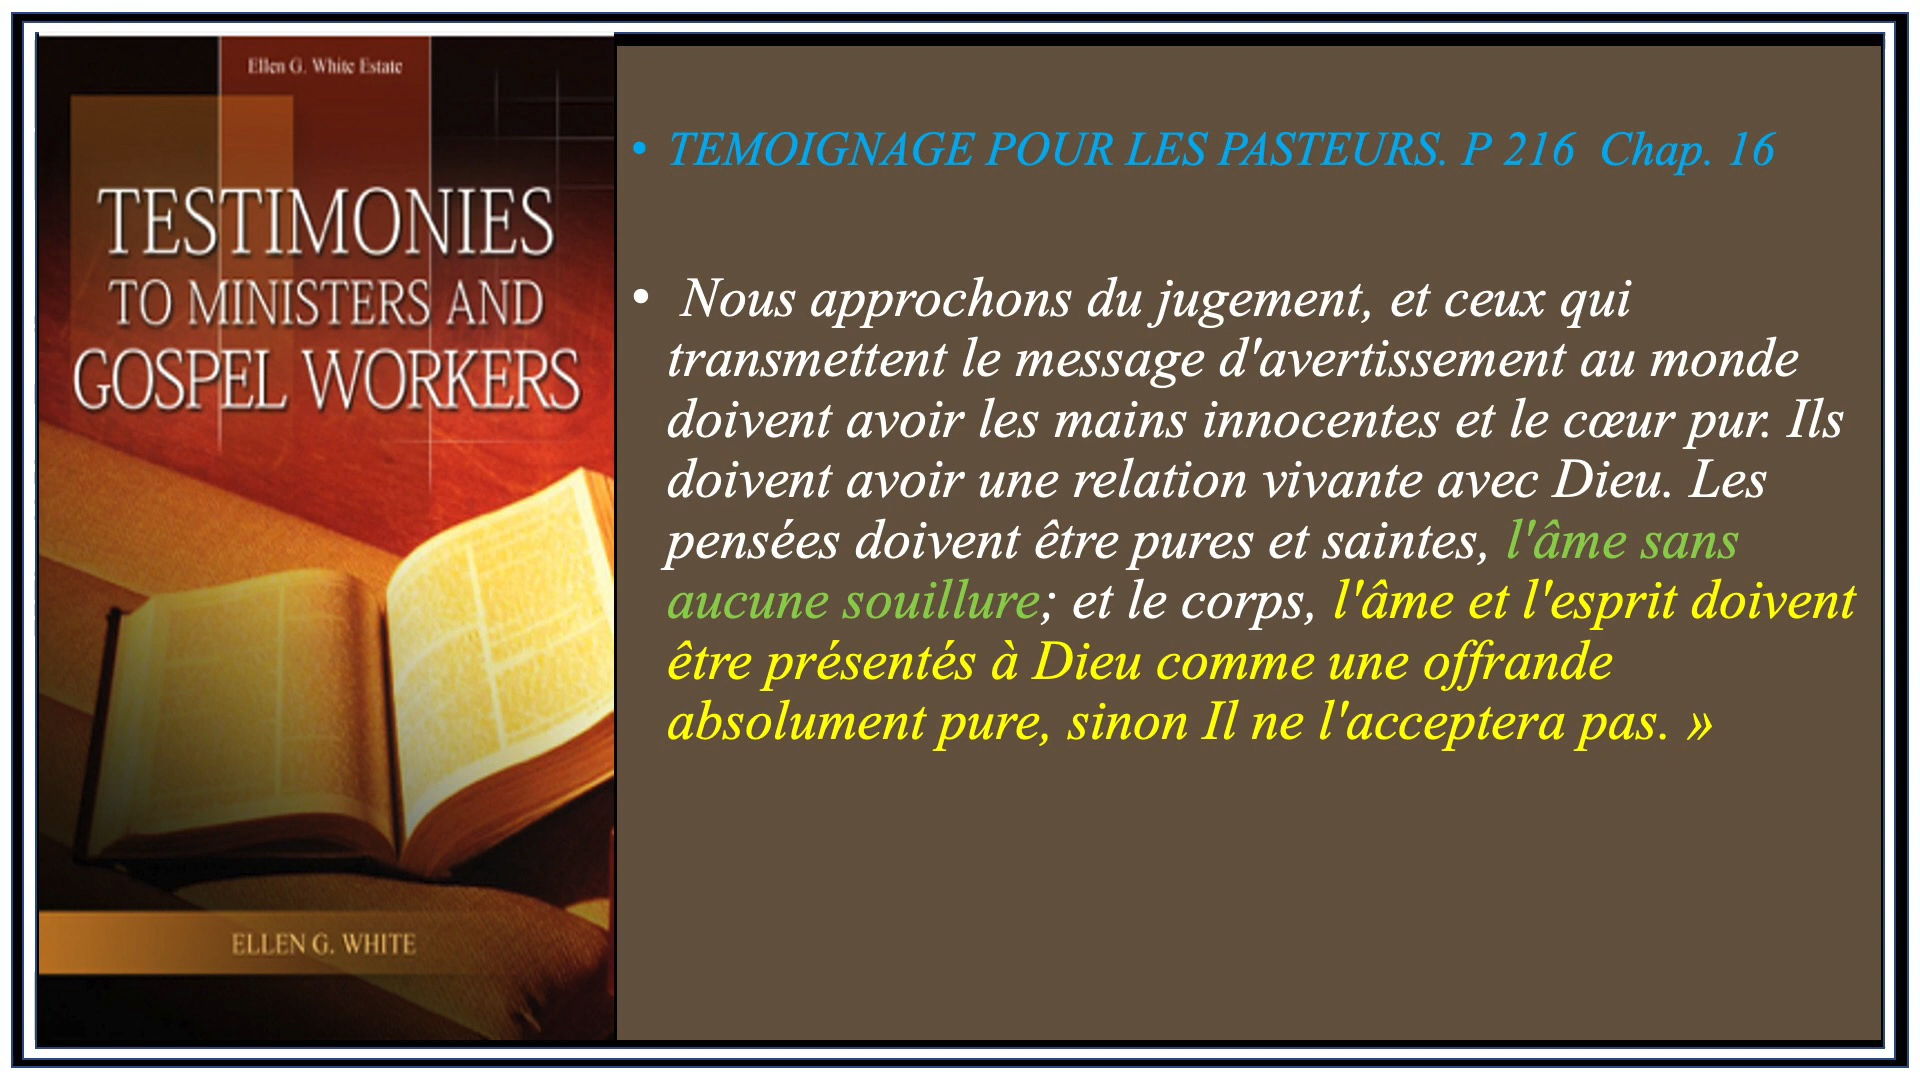 Ellen G. White Estate
TESTIMONIES
TO MINISTERS AND
GOSPEL WORKERS
ELLEN G. WHITE
• TEMOIGNAGE POUR LES PASTEURS. P 216 Chap. 16
• Nous approchons du jugement, et ceux qui
transmettent le message d'avertissement au monde
doivent avoir les mains innocentes et le cœur pur. Ils
doivent avoir une relation vivante avec Dieu. Les
pensées doivent être pures et saintes, l'âme sans
aucune souillure; et le corps, l'âme et l'esprit doivent
être présentés à Dieu comme une offrande
absolument pure, sinon Il ne l'acceptera pas. »